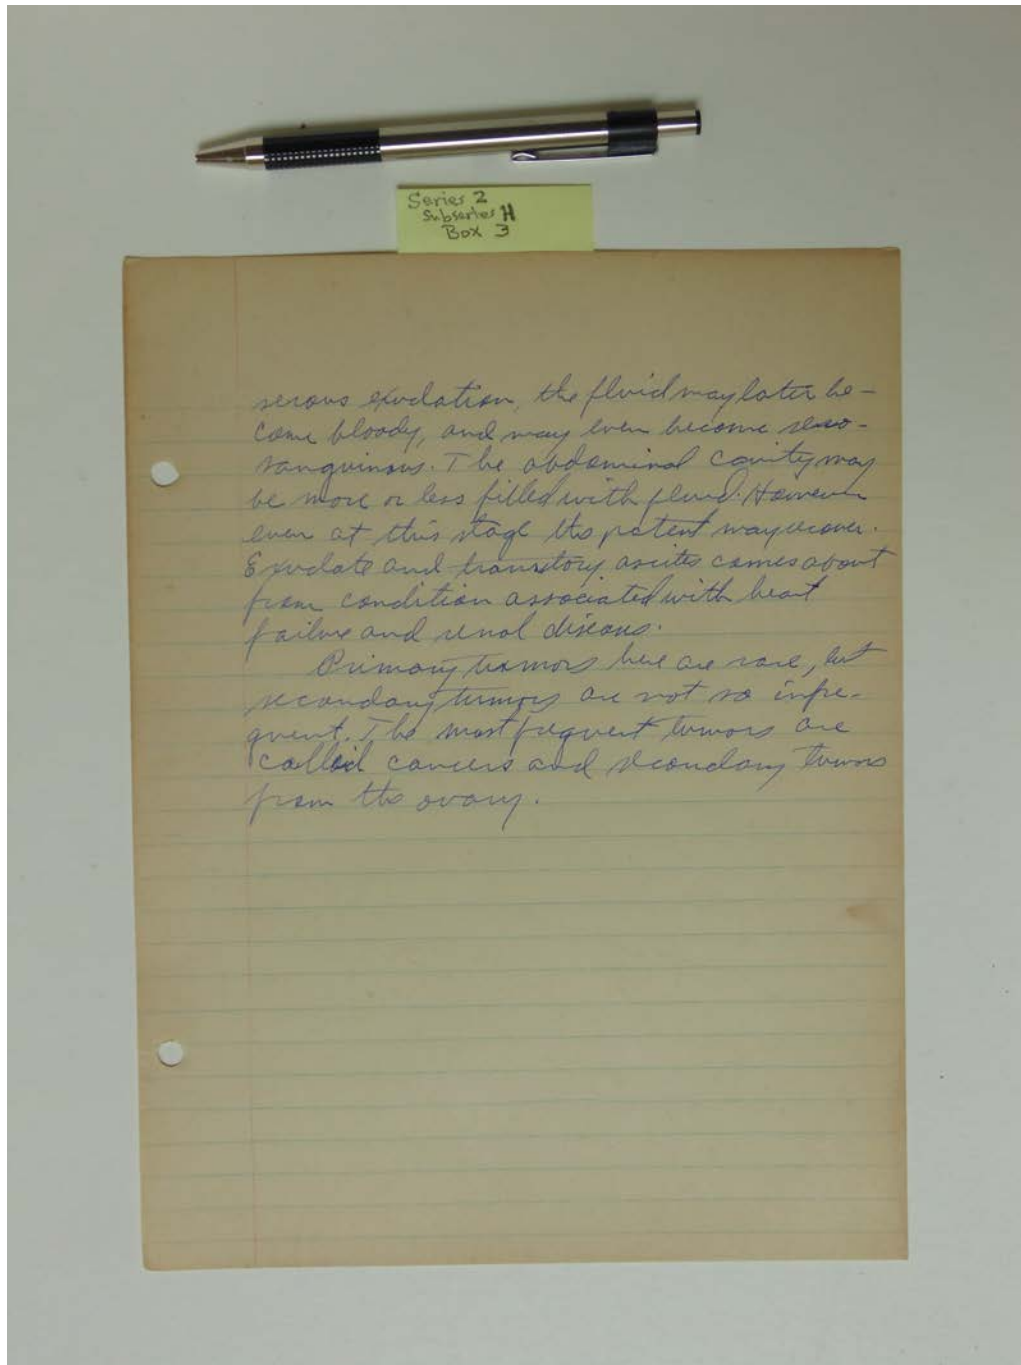 Series 2
Subseries H
Box 3
serous exudation, the fluid may later be-
come bloody, and may even become sero-
sanguinous. The abdominal cavity may
be more or less filled with fluid. However
even at this stage the patent may recover.
Exudate and transitory ascites comes about
from condition associated with heart
failure and renal diseases.
Primary tumors here are rare, but
secondary tumors are not so infre-
quent. The most frequent tumors are
colloid cancers and secondary tumors
from the ovary.